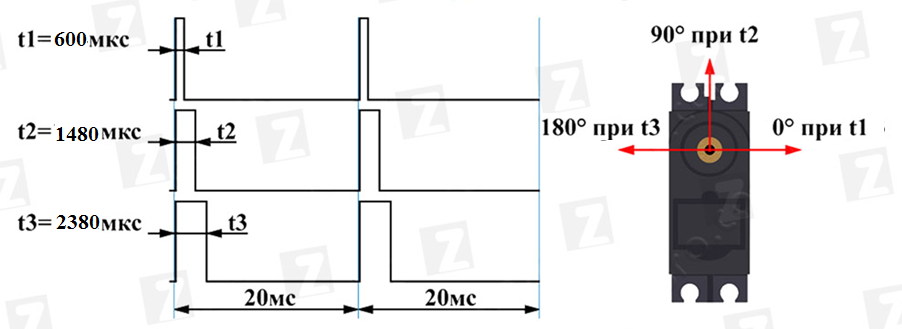 t1=600мкс
t1
t2=1480мкс
t2
t3=2380мкс
t3
20мс
20мс
90° при t2
180° при t3
0° при t1
Z